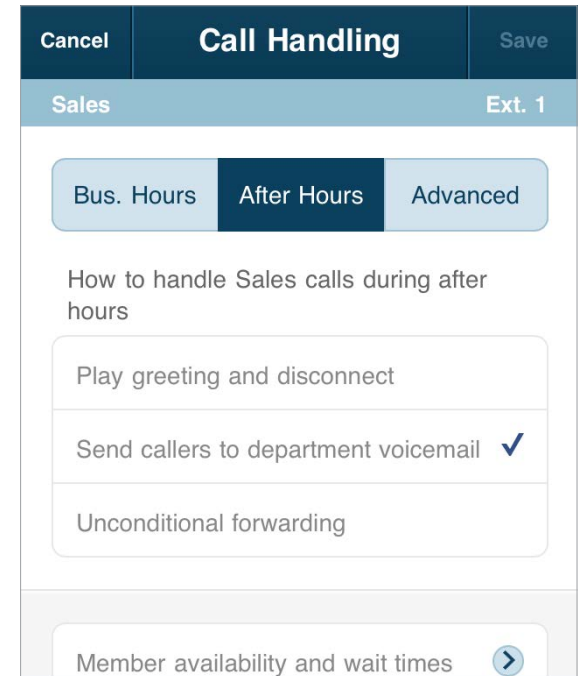 Cancel Call Handling Save
Sales Ext. 1
Bus. Hours After Hours Advanced
How to handle Sales calls during after
hours
Play greeting and disconnect
Send callers to department voicemail
Unconditional forwarding
Member availability and wait times